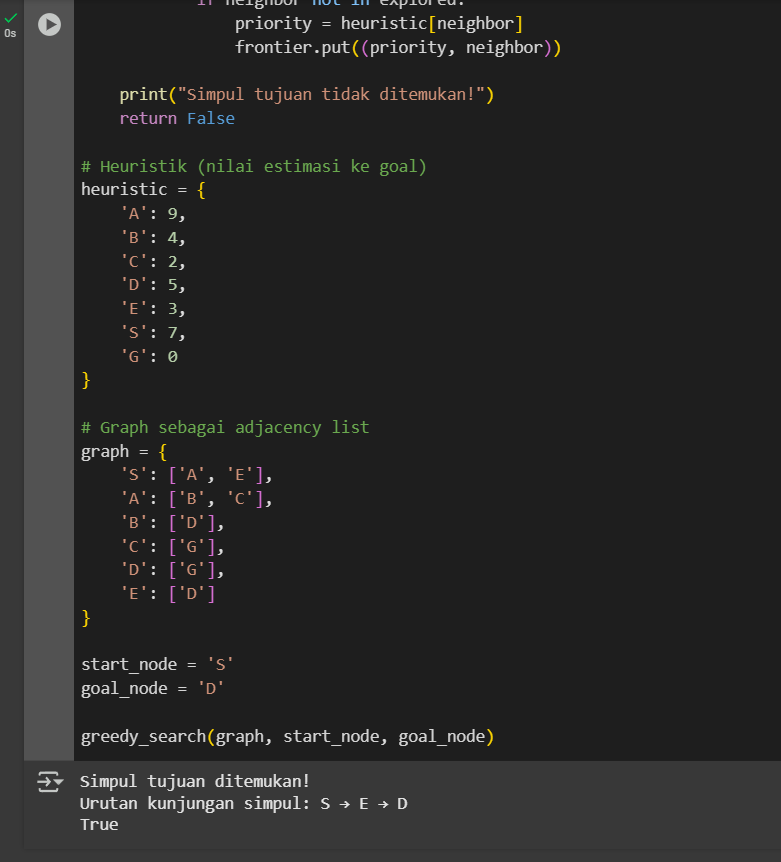 if neighbor not in explored:
0s
priority = heuristic[neighbor]
frontier.put((priority, neighbor))
print("Simpul tujuan tidak ditemukan!")
return False
# Heuristik (nilai estimasi ke goal)
heuristic = {
'A': 9,
'B': 4,
'C': 2,
'D': 5,
'E': 3,
'S': 7,
'G': 0
}
# Graph sebagai adjacency list
graph = {
'S': ['A', 'E'],
'A': ['B', 'C'],
'B': ['D'],
'C': ['G'],
'D': ['G'],
'E': ['D']
}
start_node = 'S'
goal_node = 'D'
greedy_search(graph, start_node, goal_node)
Simpul tujuan ditemukan!
Urutan kunjungan simpul: S → E → D
True